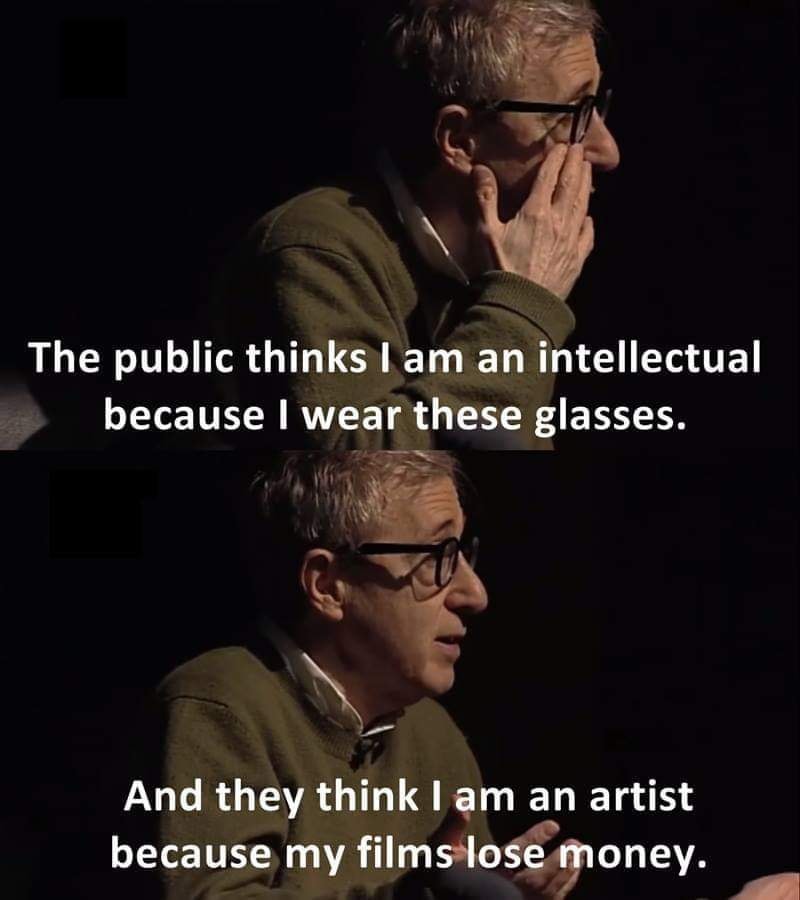 The public thinks I am an intellectual
because I wear these glasses.
And they think I am an artist
because my films lose money.